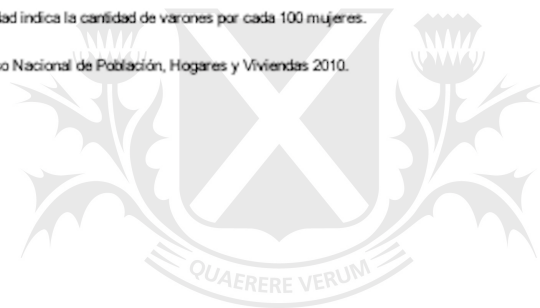 dad indica la cantidad de varones por cada 100 mujeres.
o Nacional de Población, Hogares y Viviendas 2010.
QUAERERE VERUM